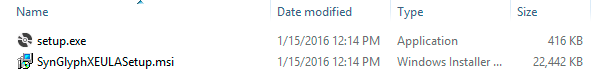 Name Date modified Type Size
setup.exe 1/15/2016 12:14 PM Application 416 KB
SynGlyphXEULASetup.msi 1/15/2016 12:14 PM Windows Installer ... 22,442 KB